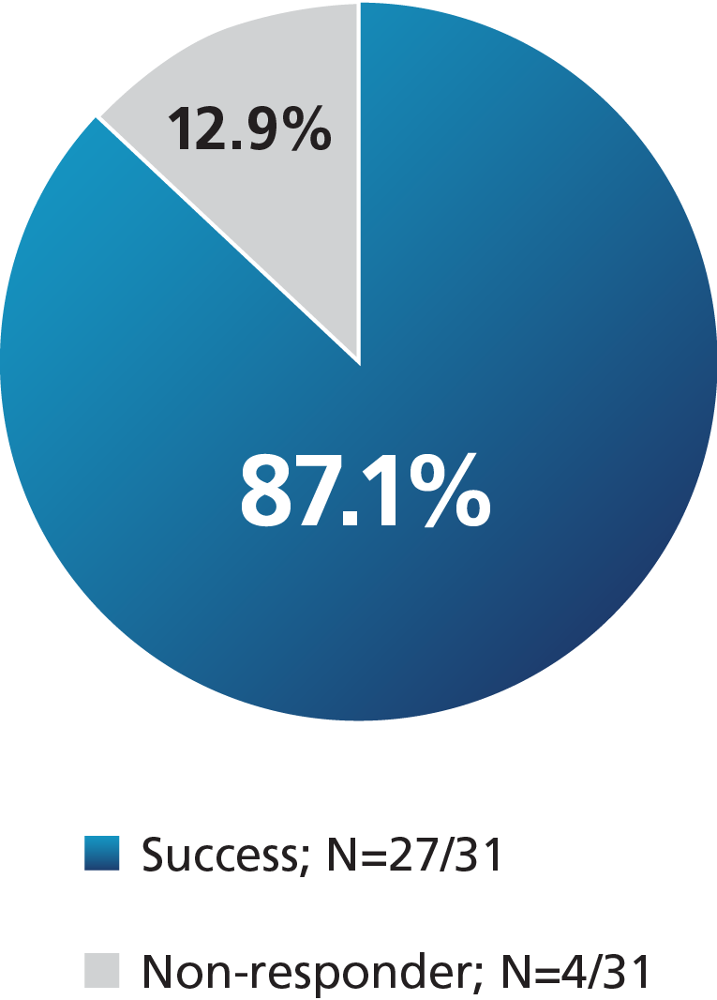 12.9%
87.1%
Success; N=27/31
Non-responder; N=4/31